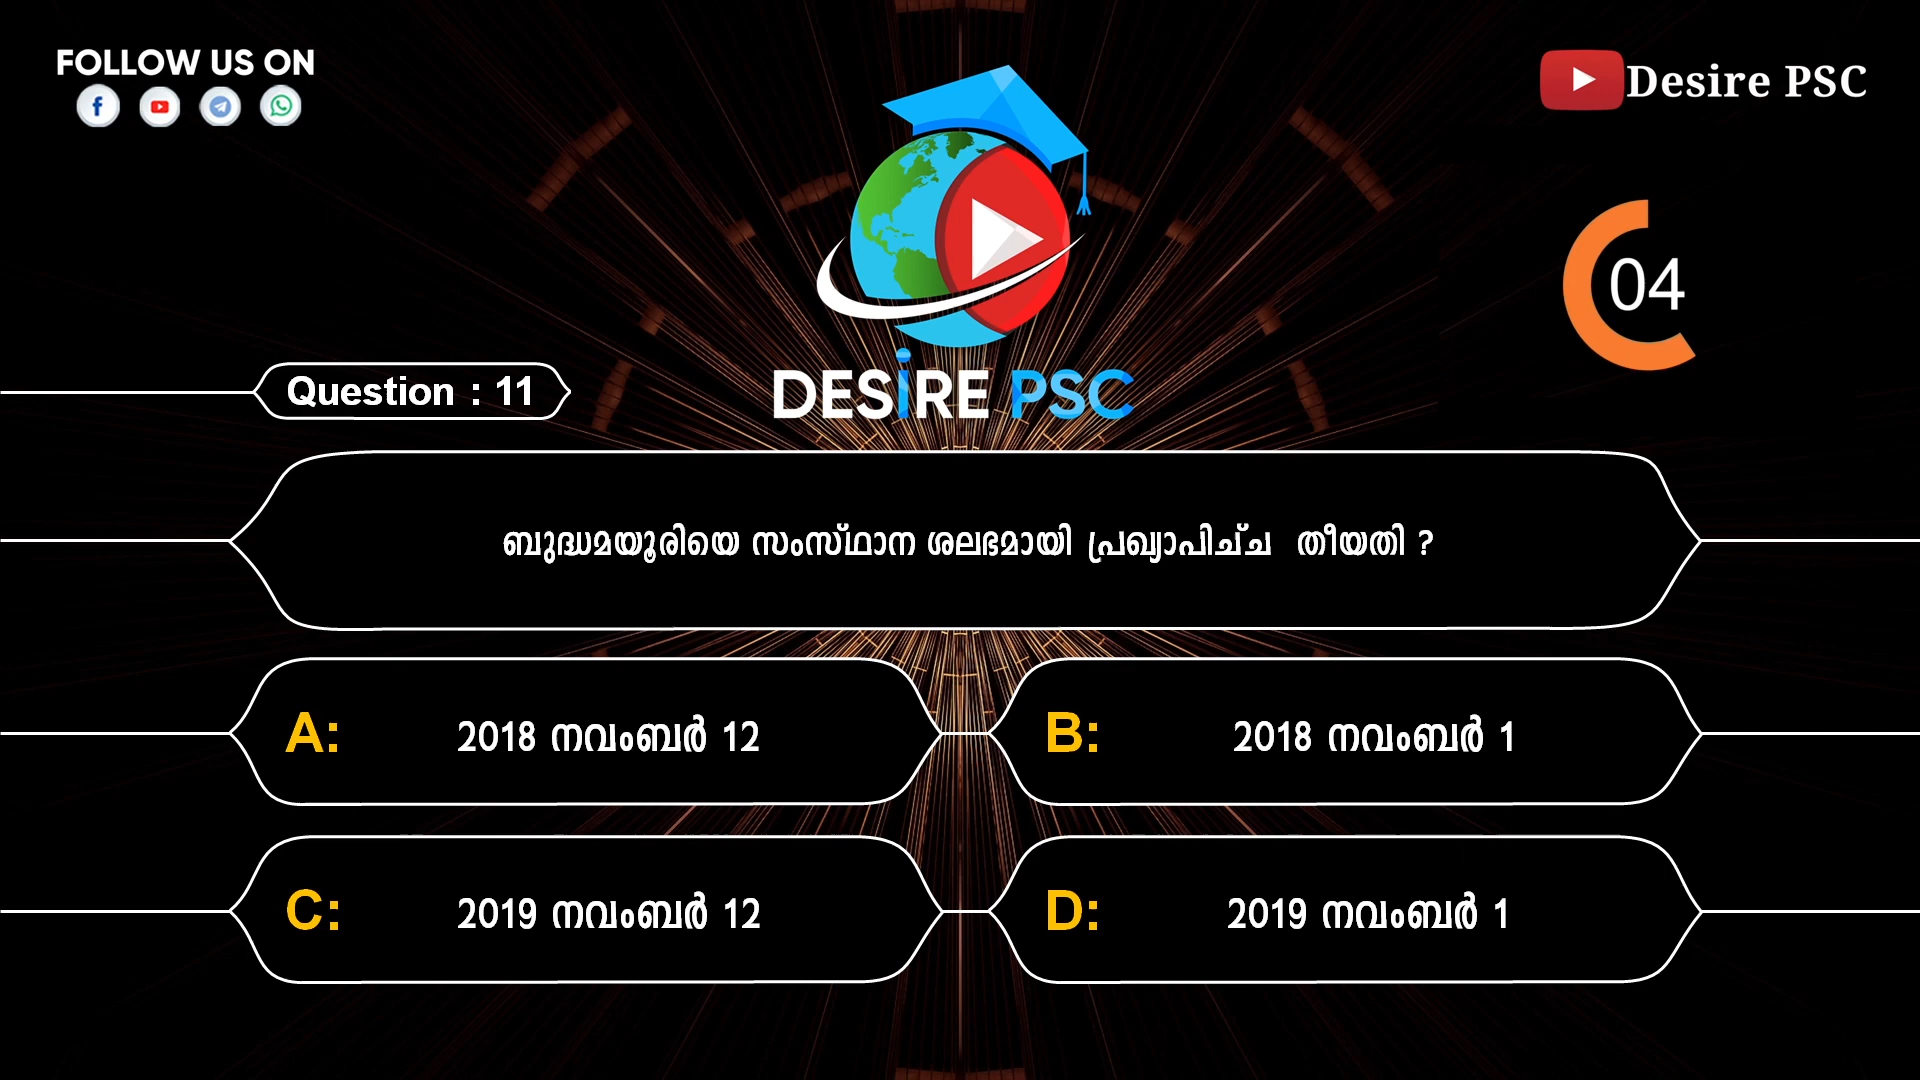 FOLLOW US ON
Desire PSC
04
DESiRE PSC
Question : 11
ബുദ്ധമയൂരിയെ സംസ്ഥാന ശലഭമായി പ്രഖ്യാപിച്ച തീയതി ?
A: 2018 നവംബർ 12
B: 2018 നവംബർ 1
C: 2019 നവംബർ 12
D: 2019 നവംബർ 1